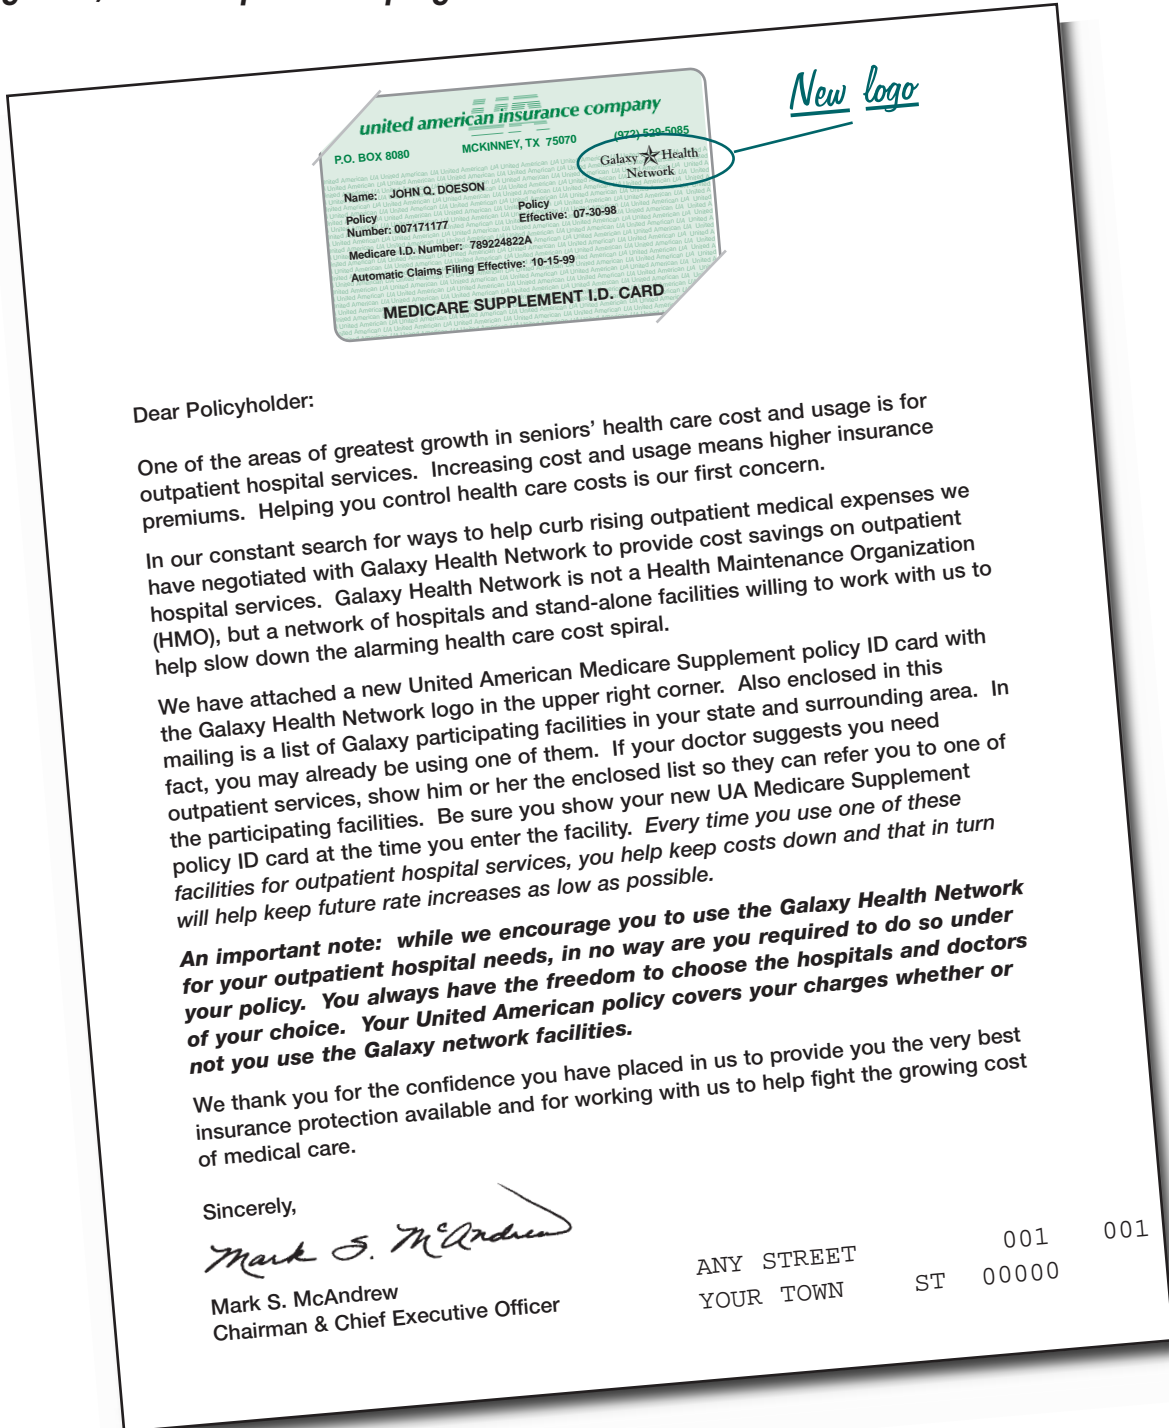 New logo
united american insurance company
P.O. BOX 8080 MCKINNEY, TX 75070 (972) 529-5085
Galaxy Health
Network
Name: JOHN Q. DOESON
Policy Policy
Number: 007171177 Effective: 07-30-98
Medicare I.D. Number: 789224822A
Automatic Claims Filing Effective: 10-15-99
MEDICARE SUPPLEMENT I.D. CARD
Dear Policyholder:
One of the areas of greatest growth in seniors’ health care cost and usage is for
outpatient hospital services. Increasing cost and usage means higher insurance
premiums. Helping you control health care costs is our first concern.
In our constant search for ways to help curb rising outpatient medical expenses we
have negotiated with Galaxy Health Network to provide cost savings on outpatient
hospital services. Galaxy Health Network is not a Health Maintenance Organization
(HMO), but a network of hospitals and stand-alone facilities willing to work with us to
help slow down the alarming health care cost spiral.
We have attached a new United American Medicare Supplement policy ID card with
the Galaxy Health Network logo in the upper right corner. Also enclosed in this
mailing is a list of Galaxy participating facilities in your state and surrounding area. In
fact, you may already be using one of them. If your doctor suggests you need
outpatient services, show him or her the enclosed list so they can refer you to one of
the participating facilities. Be sure you show your new UA Medicare Supplement
policy ID card at the time you enter the facility. Every time you use one of these
facilities for outpatient hospital services, you help keep costs down and that in turn
will help keep future rate increases as low as possible.
An important note: while we encourage you to use the Galaxy Health Network
for your outpatient hospital needs, in no way are you required to do so under
your policy. You always have the freedom to choose the hospitals and doctors
of your choice. Your United American policy covers your charges whether or
not you use the Galaxy network facilities.
We thank you for the confidence you have placed in us to provide you the very best
insurance protection available and for working with us to help fight the growing cost
of medical care.
Sincerely,
Mark S. McAndrew
Mark S. McAndrew
Chairman & Chief Executive Officer
ANY STREET 001 001
YOUR TOWN ST 00000